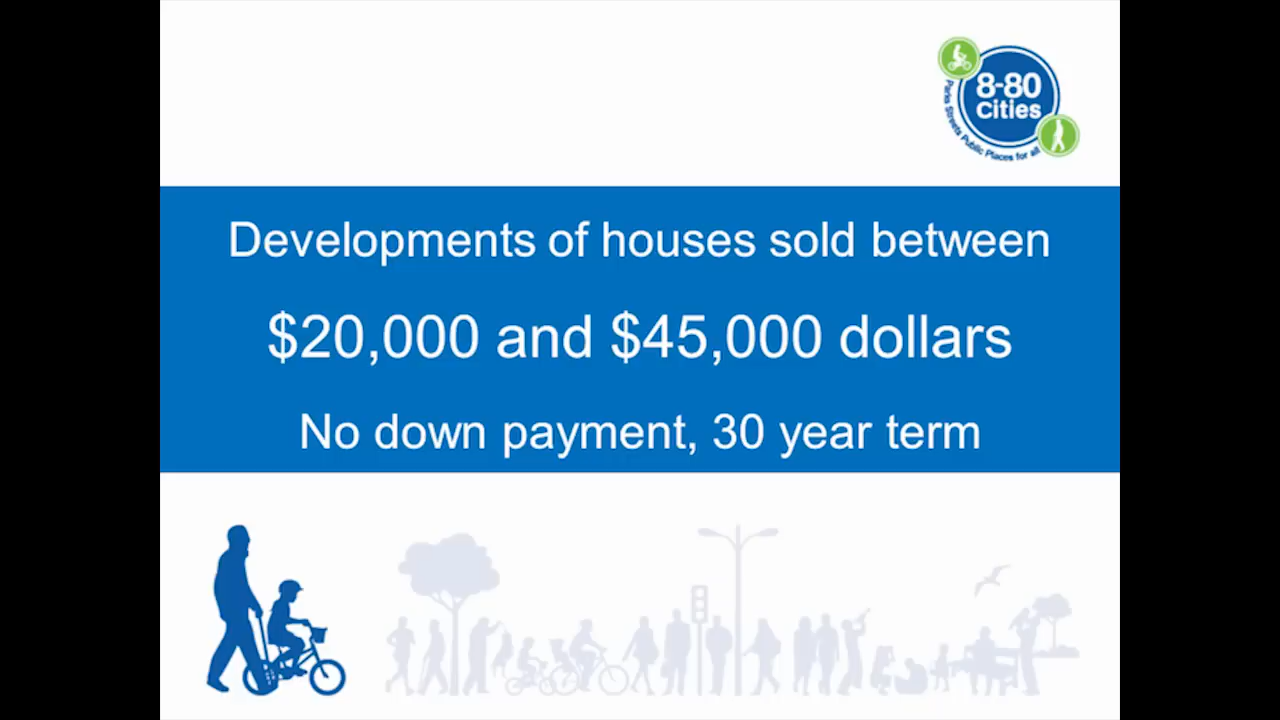 8-80
Cities
Parks Streets Public Places for all
Developments of houses sold between
$20,000 and $45,000 dollars
No down payment, 30 year term